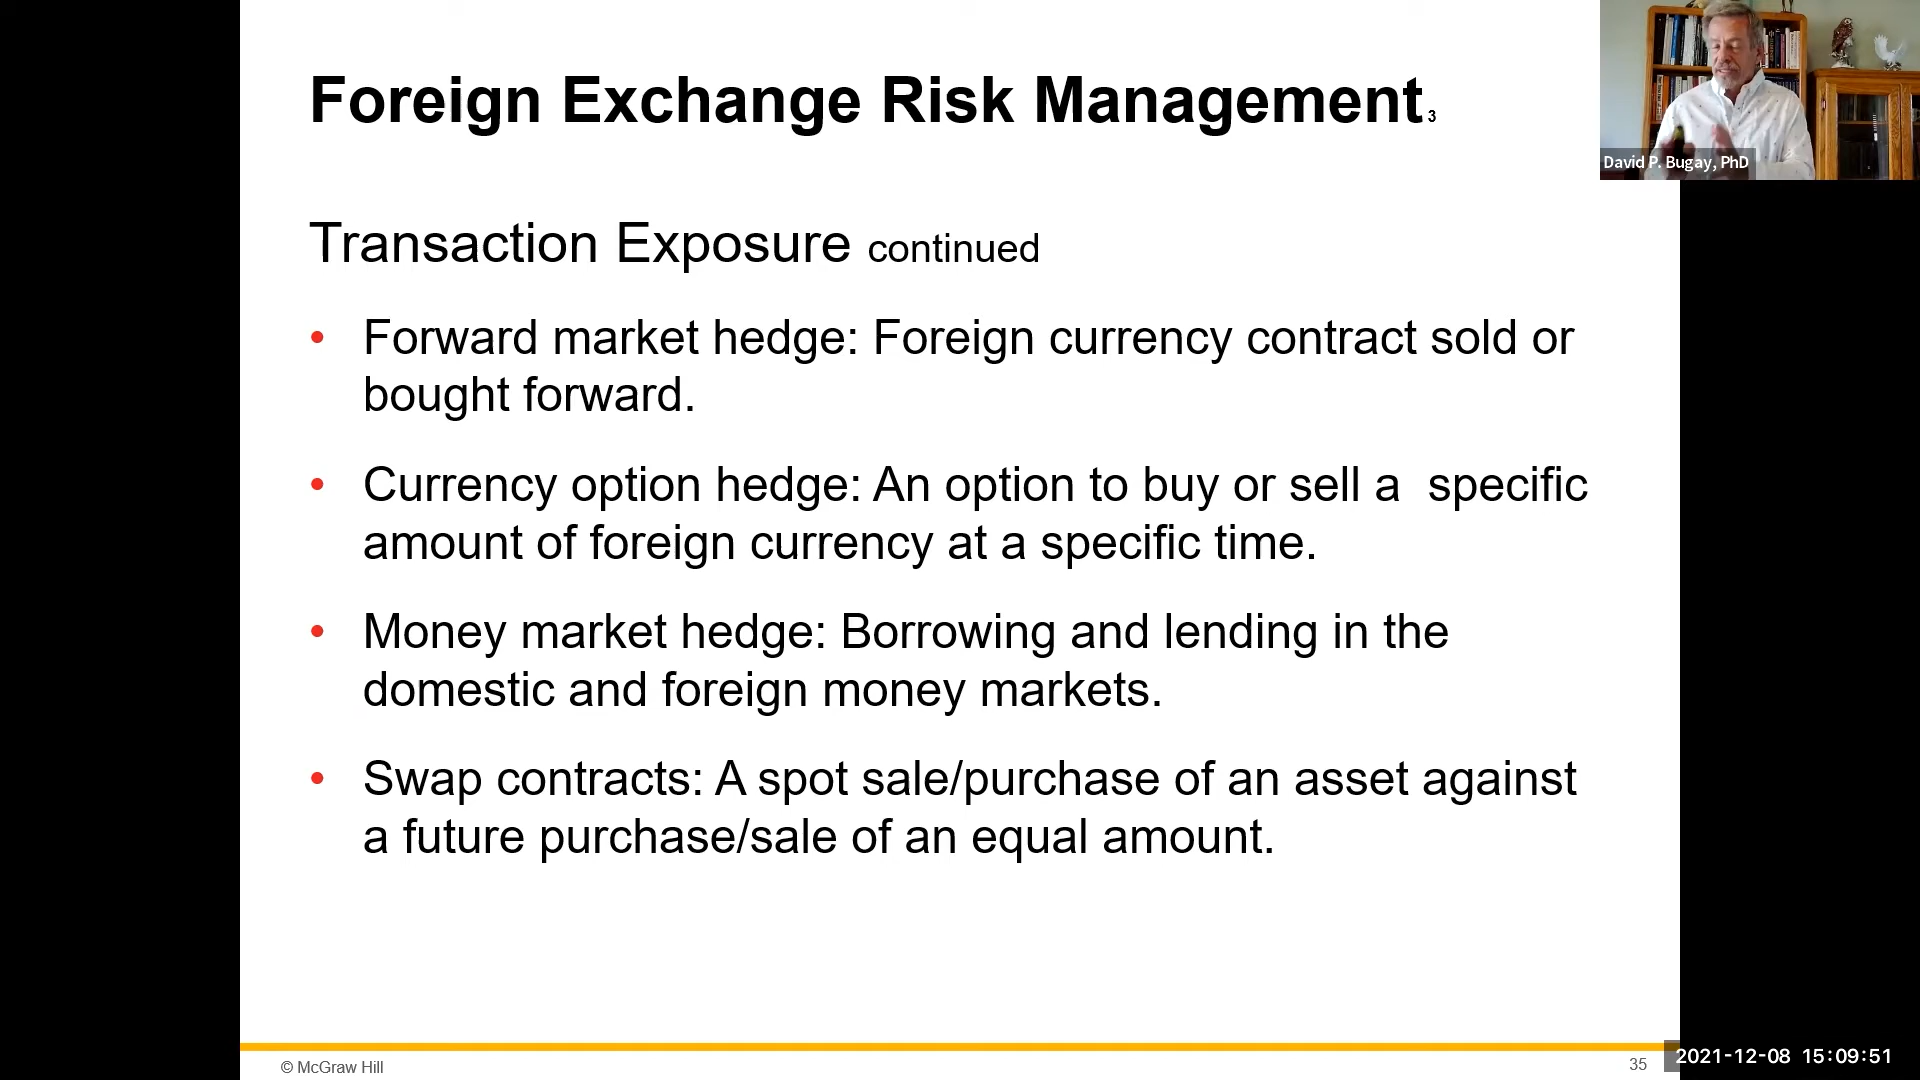 Foreign Exchange Risk Management 3
David P. Bugay, PhD
Transaction Exposure continued
• Forward market hedge: Foreign currency contract sold or
bought forward.
• Currency option hedge: An option to buy or sell a  specific
amount of foreign currency at a specific time.
• Money market hedge: Borrowing and lending in the
domestic and foreign money markets.
• Swap contracts: A spot sale/purchase of an asset against
a future purchase/sale of an equal amount.
© McGraw Hill
35
2021-12-08 15:09:51